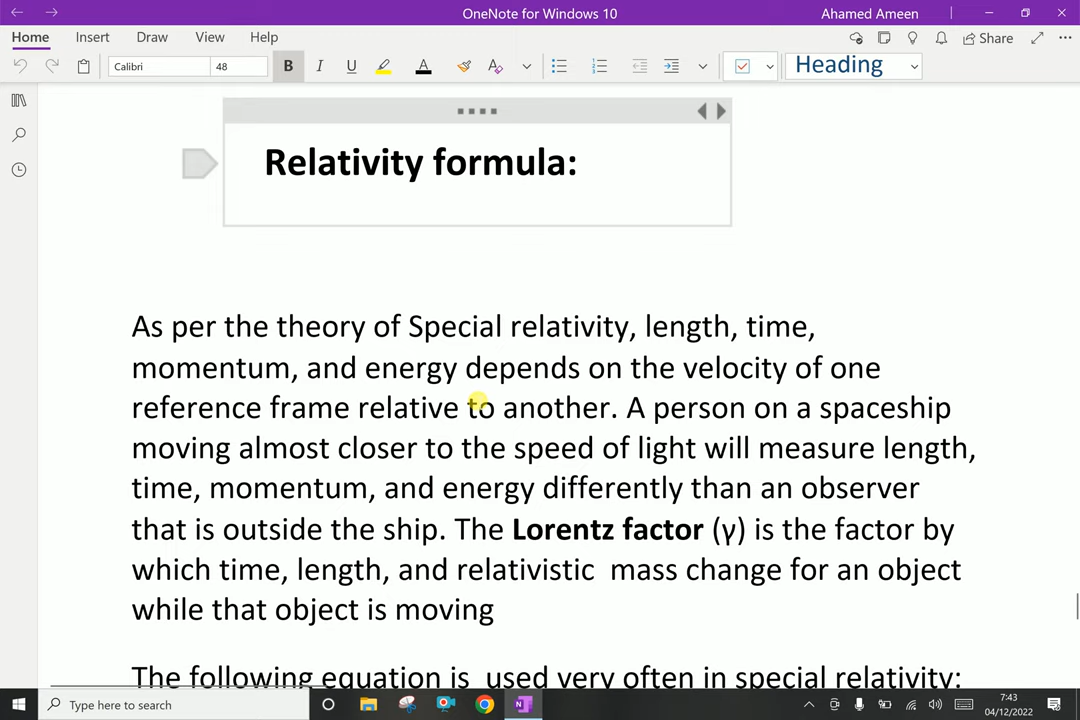 OneNote for Windows 10
Ahamed Ameen
Home Insert Draw View Help
Share
Calibri 48 B I U A A Heading
Relativity formula:
As per the theory of Special relativity, length, time,
momentum, and energy depends on the velocity of one
reference frame relative to another. A person on a spaceship
moving almost closer to the speed of light will measure length,
time, momentum, and energy differently than an observer
that is outside the ship. The Lorentz factor (γ) is the factor by
which time, length, and relativistic  mass change for an object
while that object is moving
The following equation is  used very often in special relativity:
Type here to search
7:43
04/12/2022